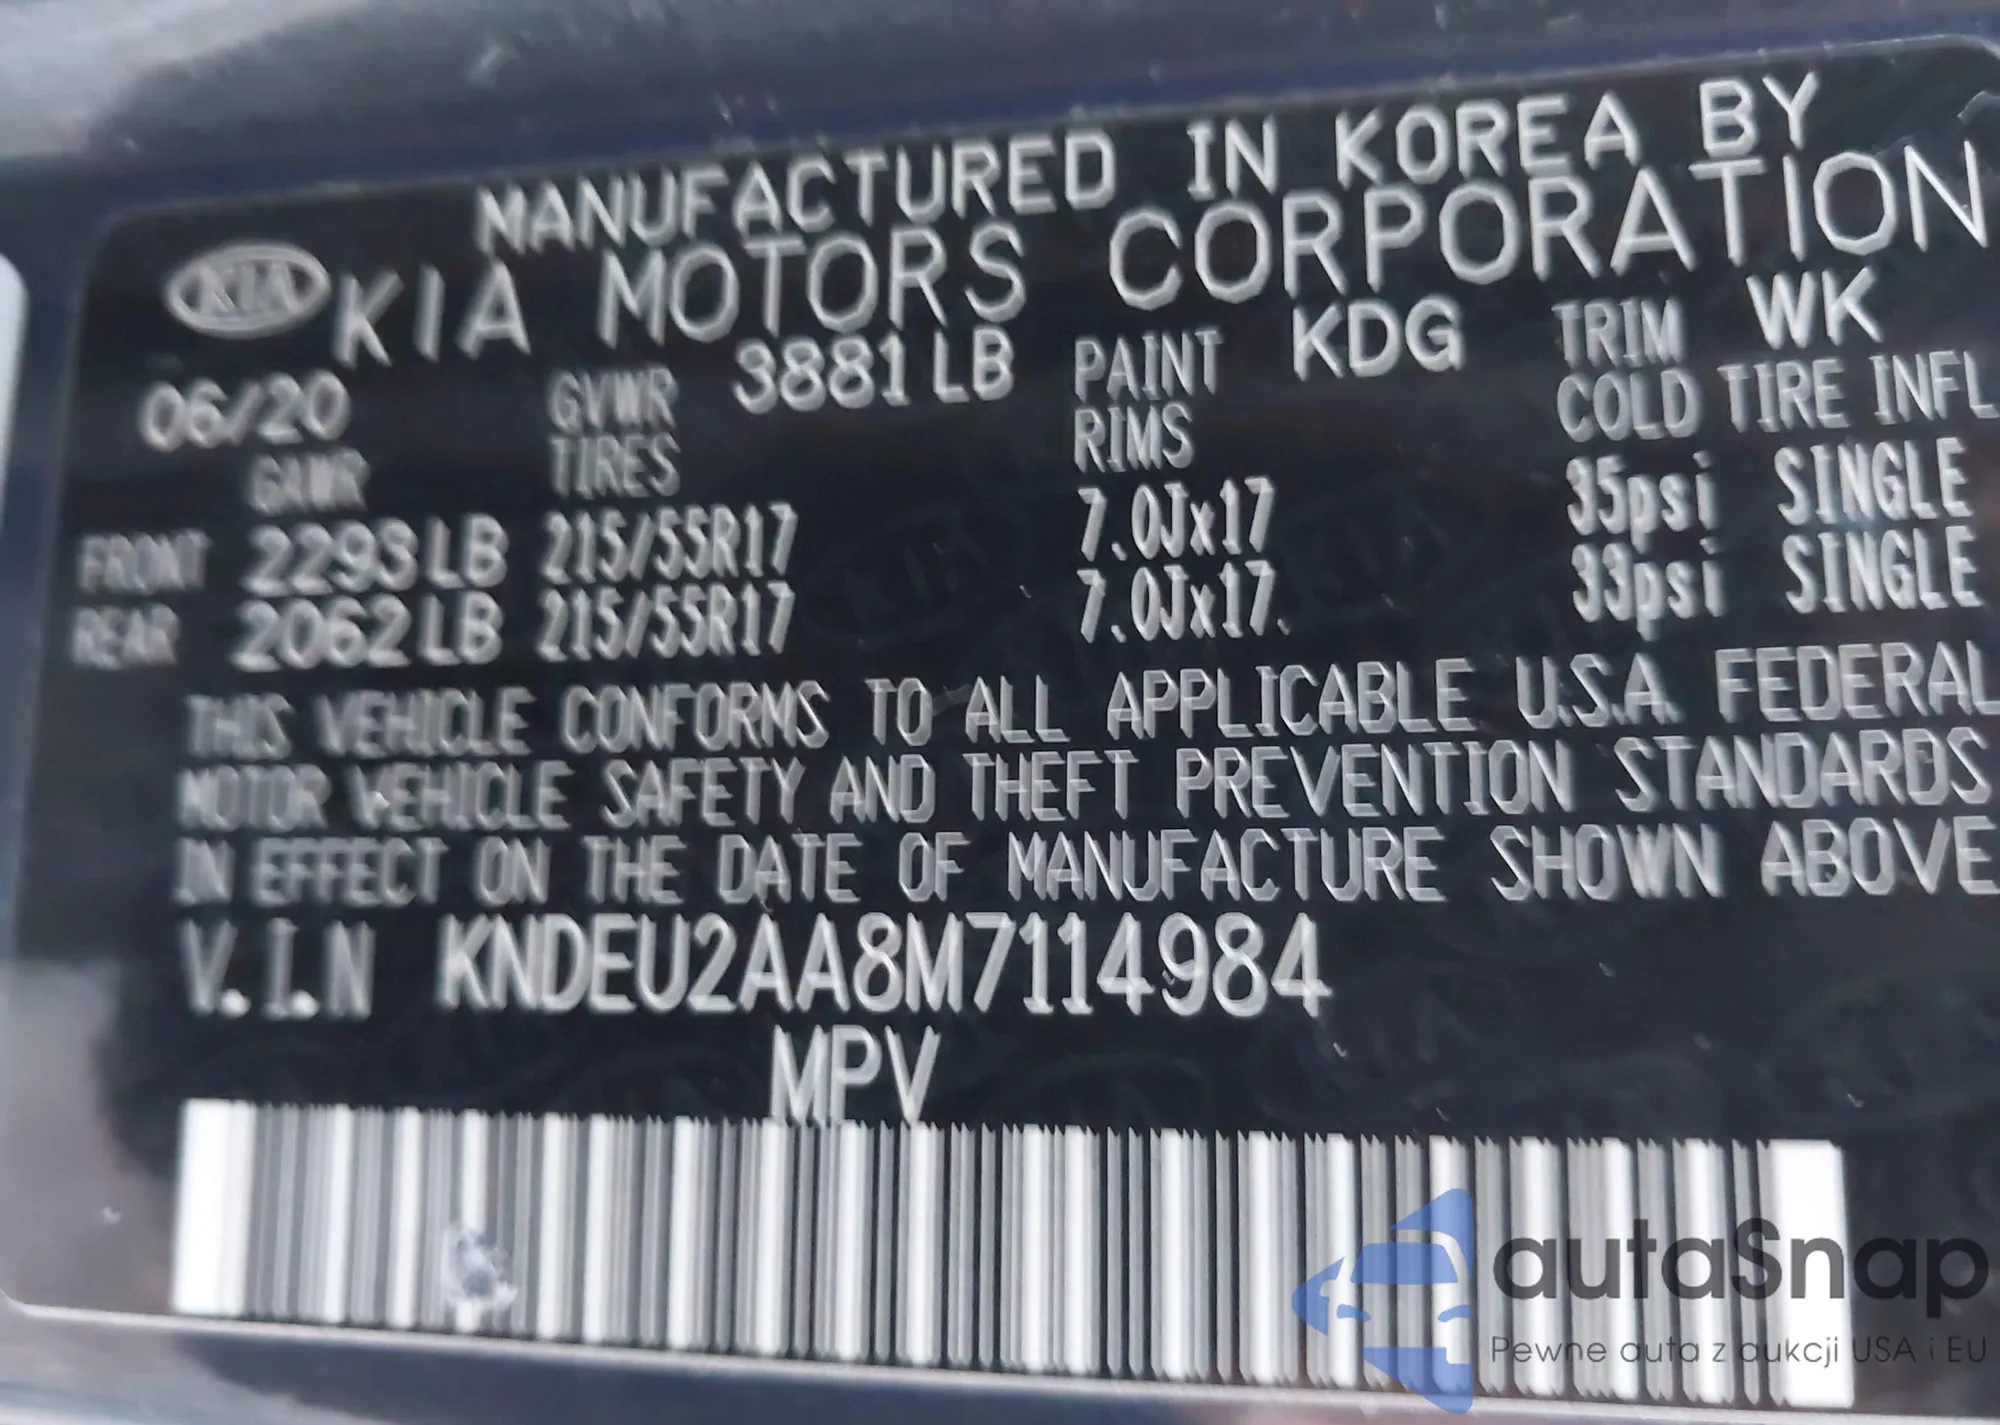 MANUFACTURED IN KOREA BY
KIA KIA MOTORS CORPORATION
06/20 GVWR 3881LB PAINT KDG TRIM WK
GAWR TIRES RIMS COLD TIRE INFL
FRONT 2293LB 215/55R17 7.0Jx17 35psi SINGLE
REAR 2062LB 215/55R17 7.0Jx17. 33psi SINGLE
THIS VEHICLE CONFORMS TO ALL APPLICABLE U.S.A. FEDERAL
MOTOR VEHICLE SAFETY AND THEFT PREVENTION STANDARDS
IN EFFECT ON THE DATE OF MANUFACTURE SHOWN ABOVE
V.I.N KNDEU2AA8M7114984
MPV
autaSnap
Pewne auta z aukcji USA i EU